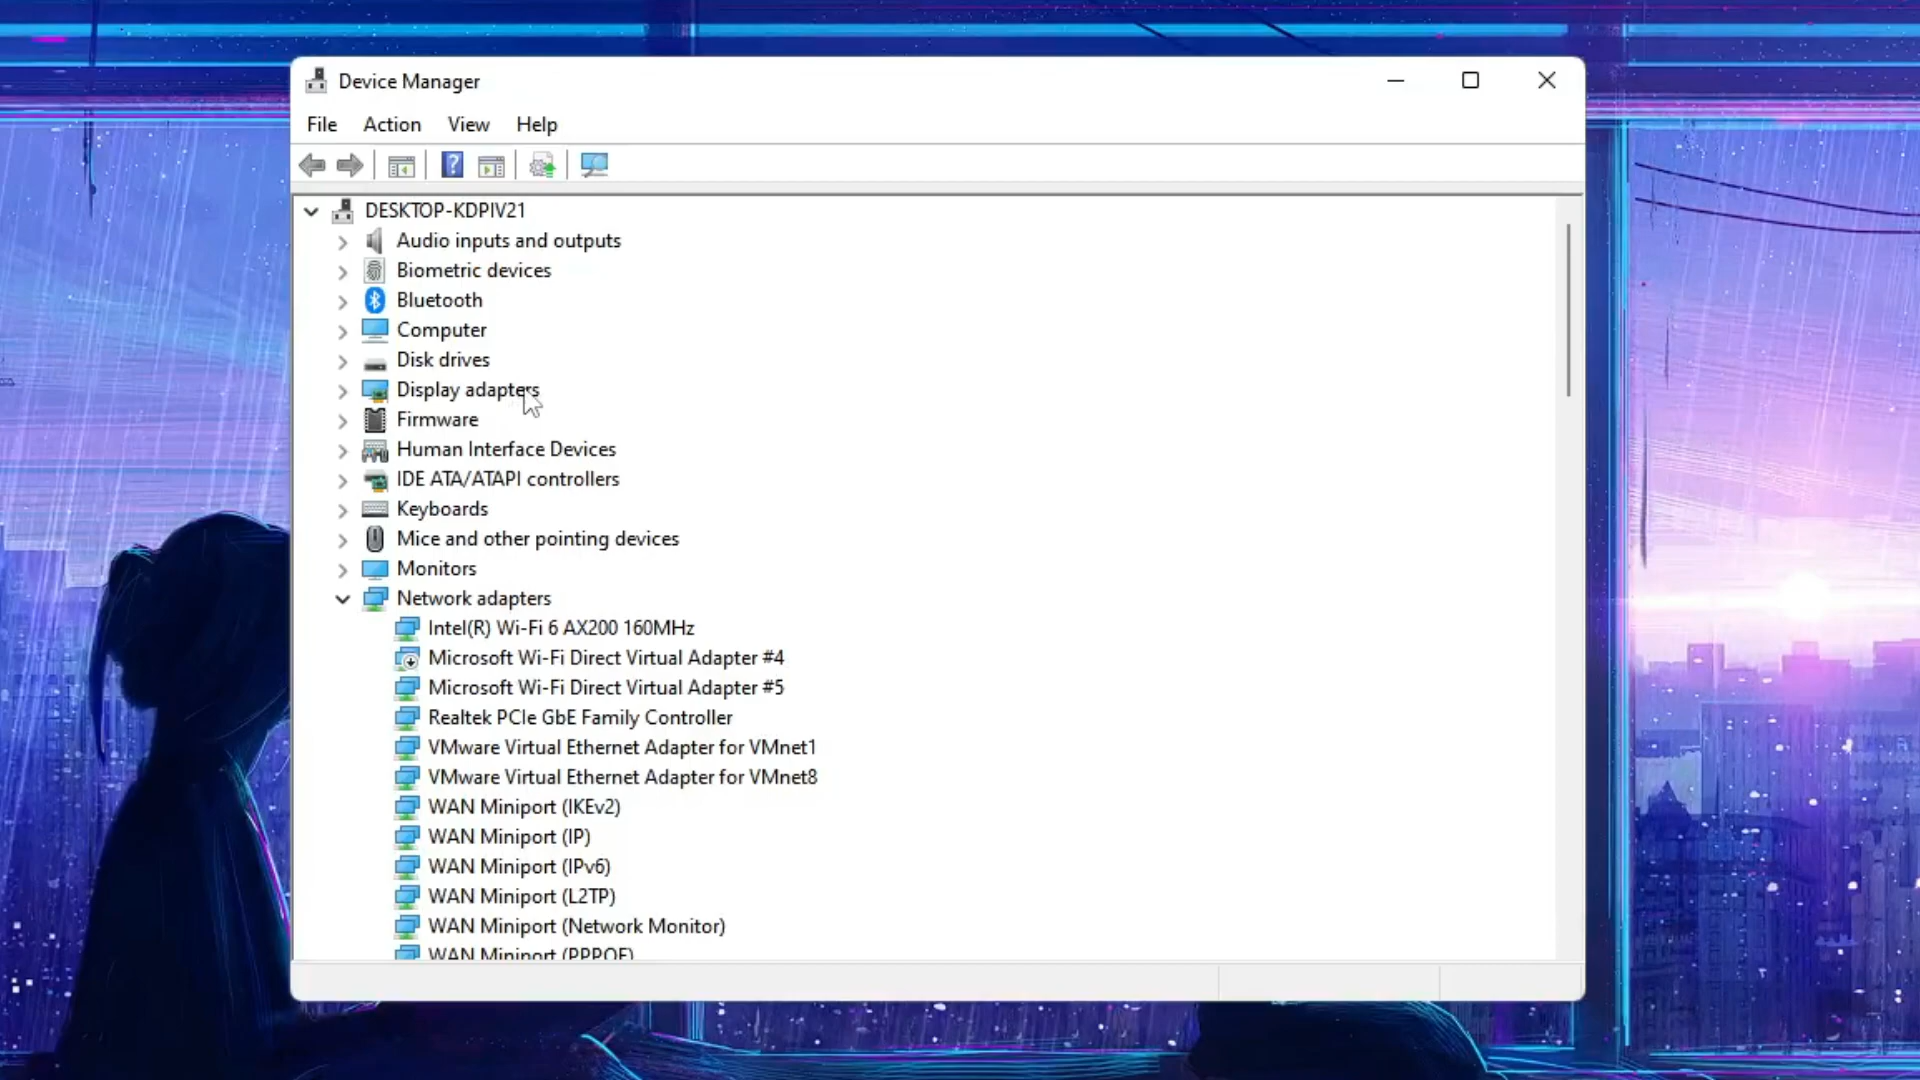 Device Manager
File Action View Help
DESKTOP-KDPIV21
Audio inputs and outputs
Biometric devices
Bluetooth
Computer
Disk drives
Display adapters
Firmware
Human Interface Devices
IDE ATA/ATAPI controllers
Keyboards
Mice and other pointing devices
Monitors
Network adapters
Intel(R) Wi-Fi 6 AX200 160MHz
Microsoft Wi-Fi Direct Virtual Adapter #4
Microsoft Wi-Fi Direct Virtual Adapter #5
Realtek PCIe GbE Family Controller
VMware Virtual Ethernet Adapter for VMnet1
VMware Virtual Ethernet Adapter for VMnet8
WAN Miniport (IKEv2)
WAN Miniport (IP)
WAN Miniport (IPv6)
WAN Miniport (L2TP)
WAN Miniport (Network Monitor)
WAN Miniport (PPPOE)